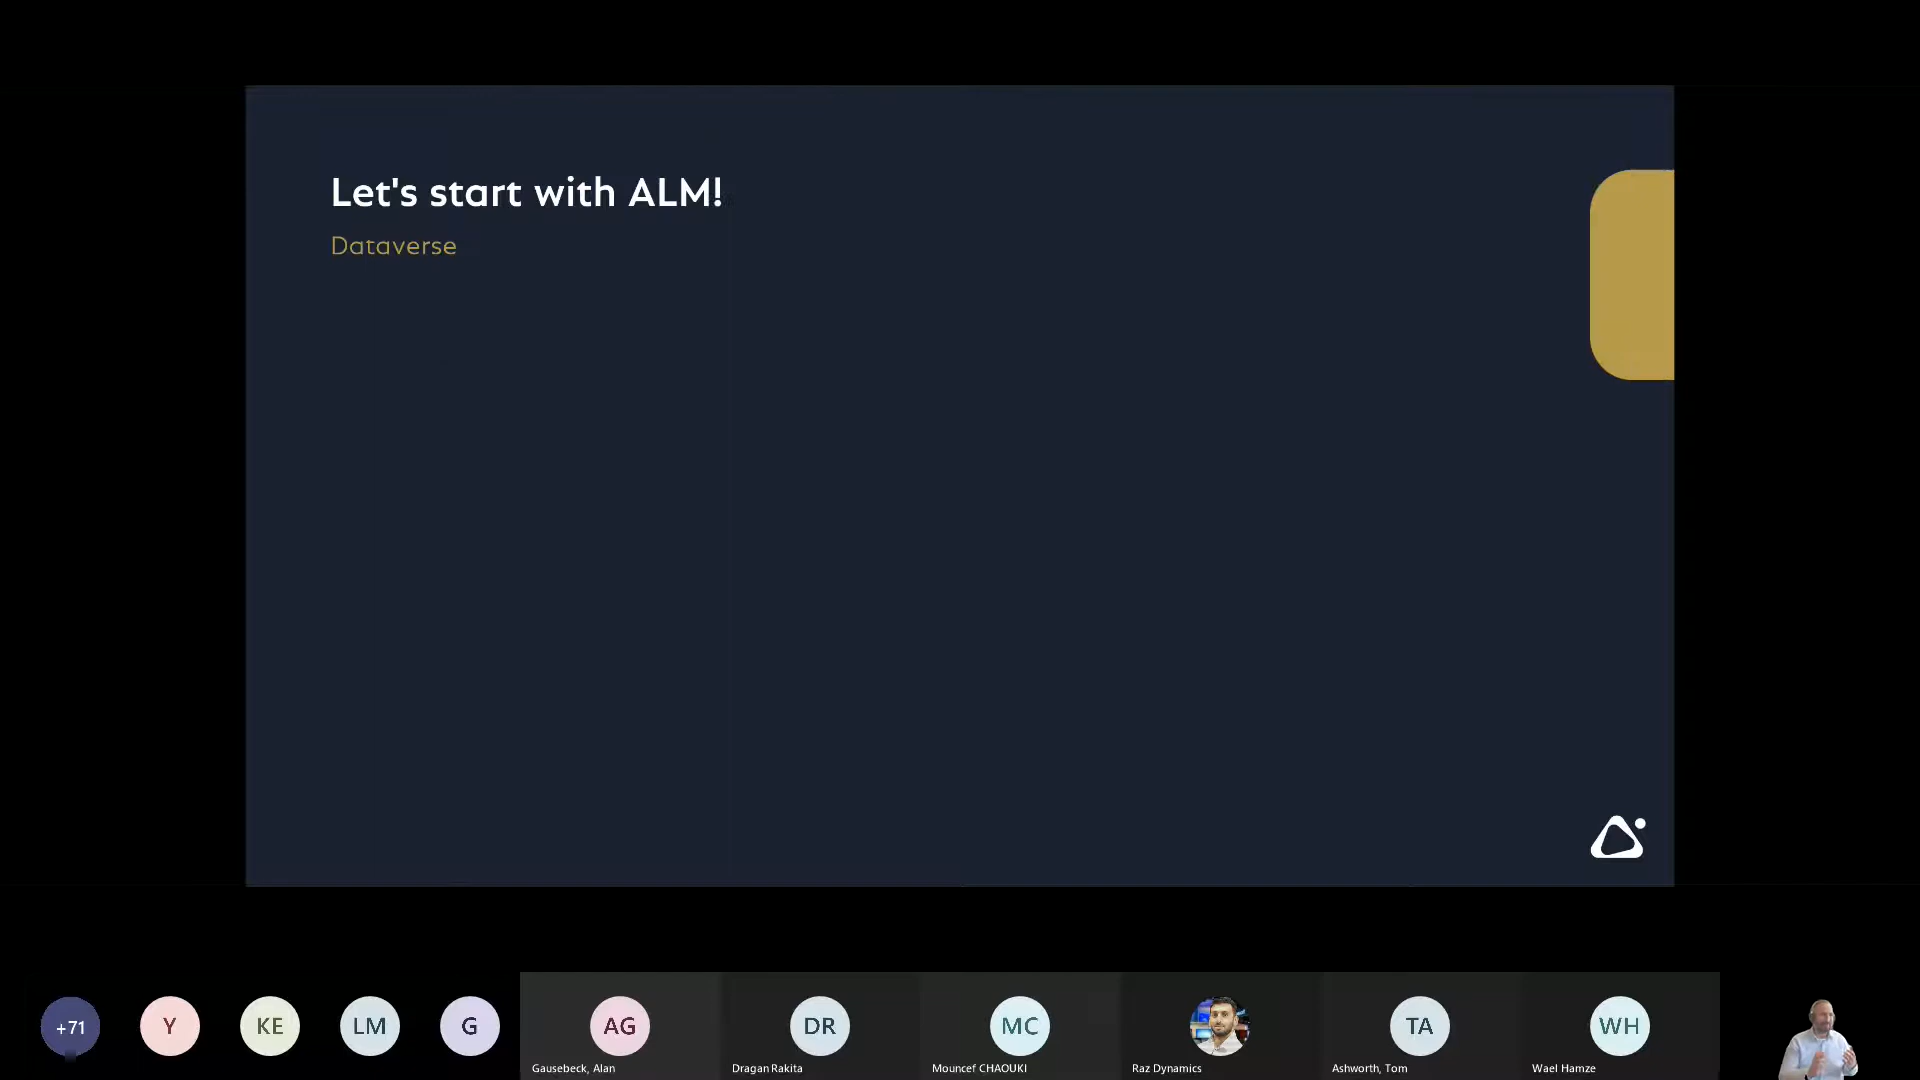 Let's start with ALM!
Dataverse
+71
Y
KE
LM
G
AG
DR
MC
TA
WH
Gausebeck, Alan
Dragan Rakita
Mouncef CHAOUKI
Raz Dynamics
Ashworth, Tom
Wael Hamze